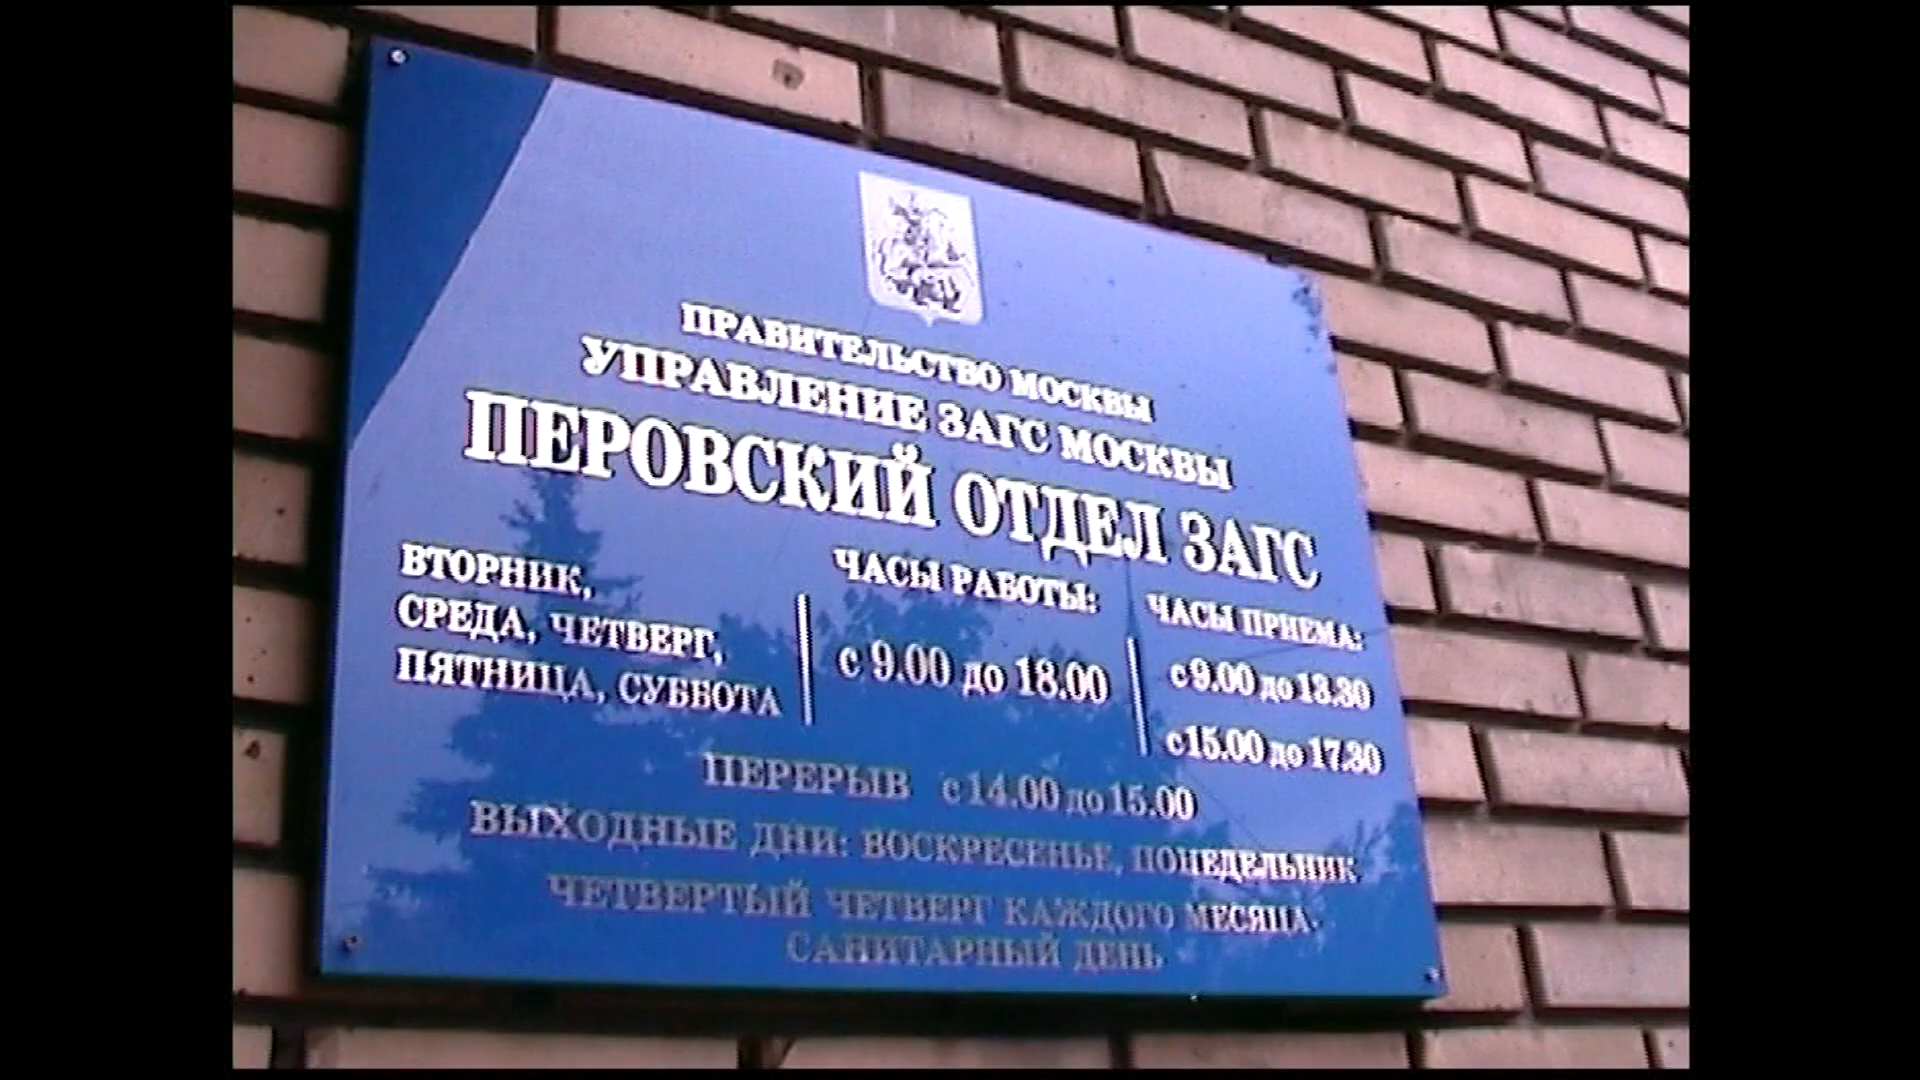 ПРАВИТЕЛЬСТВО МОСКВЫ
УПРАВЛЕНИЕ ЗАГС МОСКВЫ
ПЕРОВСКИЙ ОТДЕЛ ЗАГС
ВТОРНИК,
СРЕДА, ЧЕТВЕРГ,
ПЯТНИЦА, СУББОТА
ЧАСЫ РАБОТЫ:
с 9.00 до 18.00
ЧАСЫ ПРИЕМА:
с 9.00 до 13.30
с 15.00 до 17.30
ПЕРЕРЫВ с 14.00 до 15.00
ВЫХОДНЫЕ ДНИ: ВОСКРЕСЕНЬЕ, ПОНЕДЕЛЬНИК
ЧЕТВЕРТЫЙ ЧЕТВЕРГ КАЖДОГО МЕСЯЦА-
САНИТАРНЫЙ ДЕНЬ